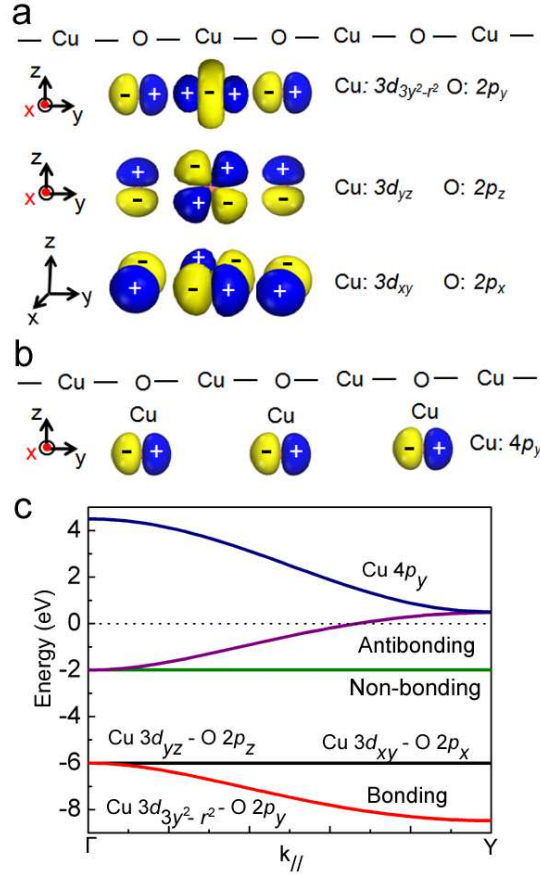 a
— Cu — O — Cu — O — Cu — O — Cu —
z
x y
- + + - + - +
Cu: 3d3y²-r² O: 2py
z
x y
+ - + +
- + - -
Cu: 3dyz O: 2pz
z
y
x
- + - -
+ - + +
Cu: 3dxy O: 2px
b
— Cu — O — Cu — O — Cu — O — Cu —
Cu Cu Cu
z
x y
- + - + - +
Cu: 4py
c
Energy (eV)
4
2
0
-2
-4
-6
-8
Cu 4py
Antibonding
Non-bonding
Cu 3dyz - O 2pz Cu 3dxy - O 2px
Bonding
Cu 3d3y²- r² - O 2py
Γ k// Y